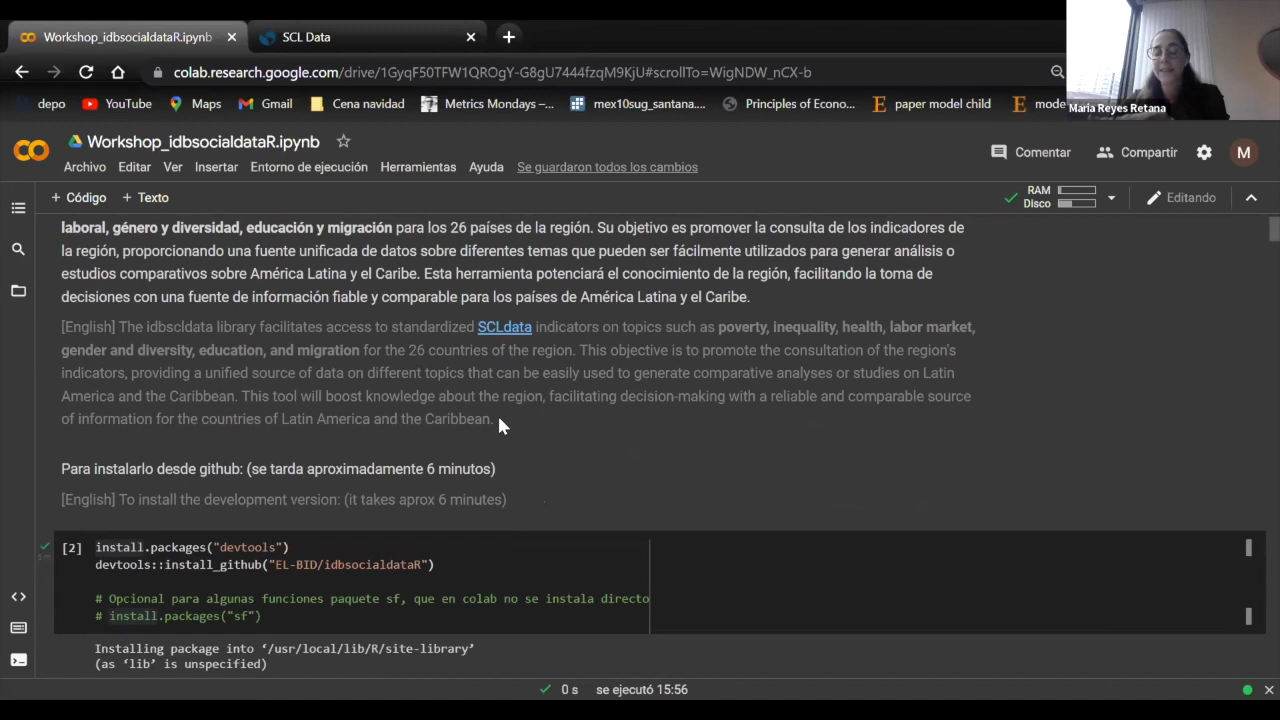 Workshop_idbsocialdataR.ipynb
SCL Data
colab.research.google.com/drive/1GyqF50TFW1QROgY-G8gU7444fzqM9KjU#scrollTo=WigNDW_nCX-b
depo
YouTube
Maps
Gmail
Cena navidad
Metrics Mondays –...
mex10sug_santana....
Principles of Econo...
paper model child
mode
María Reyes Retana
Workshop_idbsocialdataR.ipynb
Comentar
Compartir
M
Archivo Editar Ver Insertar Entorno de ejecución Herramientas Ayuda Se guardaron todos los cambios
+ Código + Texto
RAM
Disco
Editando
laboral, género y diversidad, educación y migración para los 26 países de la región. Su objetivo es promover la consulta de los indicadores de
la región, proporcionando una fuente unificada de datos sobre diferentes temas que pueden ser fácilmente utilizados para generar análisis o
estudios comparativos sobre América Latina y el Caribe. Esta herramienta potenciará el conocimiento de la región, facilitando la toma de
decisiones con una fuente de información fiable y comparable para los países de América Latina y el Caribe.
[English] The idbscldata library facilitates access to standardized SCLdata indicators on topics such as poverty, inequality, health, labor market,
gender and diversity, education, and migration for the 26 countries of the region. This objective is to promote the consultation of the region's
indicators, providing a unified source of data on different topics that can be easily used to generate comparative analyses or studies on Latin
America and the Caribbean. This tool will boost knowledge about the region, facilitating decision-making with a reliable and comparable source
of information for the countries of Latin America and the Caribbean.
Para instalarlo desde github: (se tarda aproximadamente 6 minutos)
[English] To install the development version: (it takes aprox 6 minutes)
[2] install.packages("devtools")
devtools::install_github("EL-BID/idbsocialdataR")
# Opcional para algunas funciones paquete sf, que en colab no se instala directo
# install.packages("sf")
Installing package into ‘/usr/local/lib/R/site-library’
(as ‘lib’ is unspecified)
0 s se ejecutó 15:56